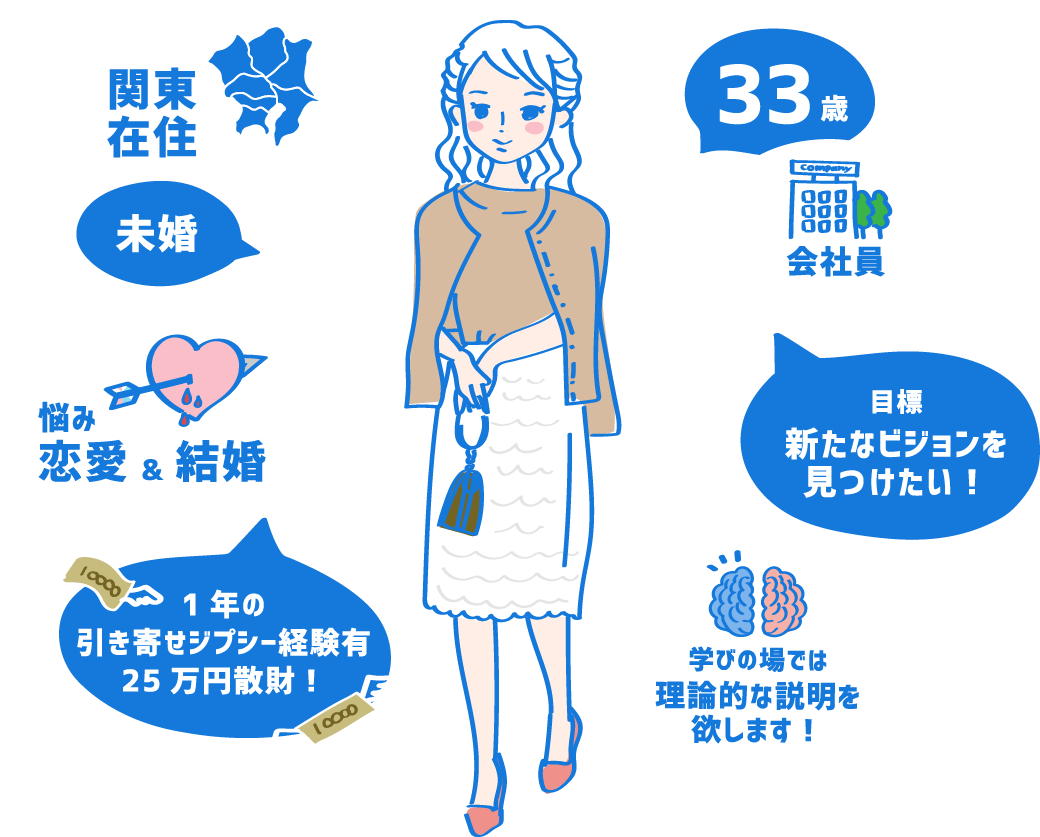 関東
在住
33歳
company
会社員
未婚
悩み
恋愛 & 結婚
目標
新たなビジョンを
見つけたい！
10000
1年の
引き寄せジプシー経験有
25万円散財！
10000
学びの場では
理論的な説明を
欲します！